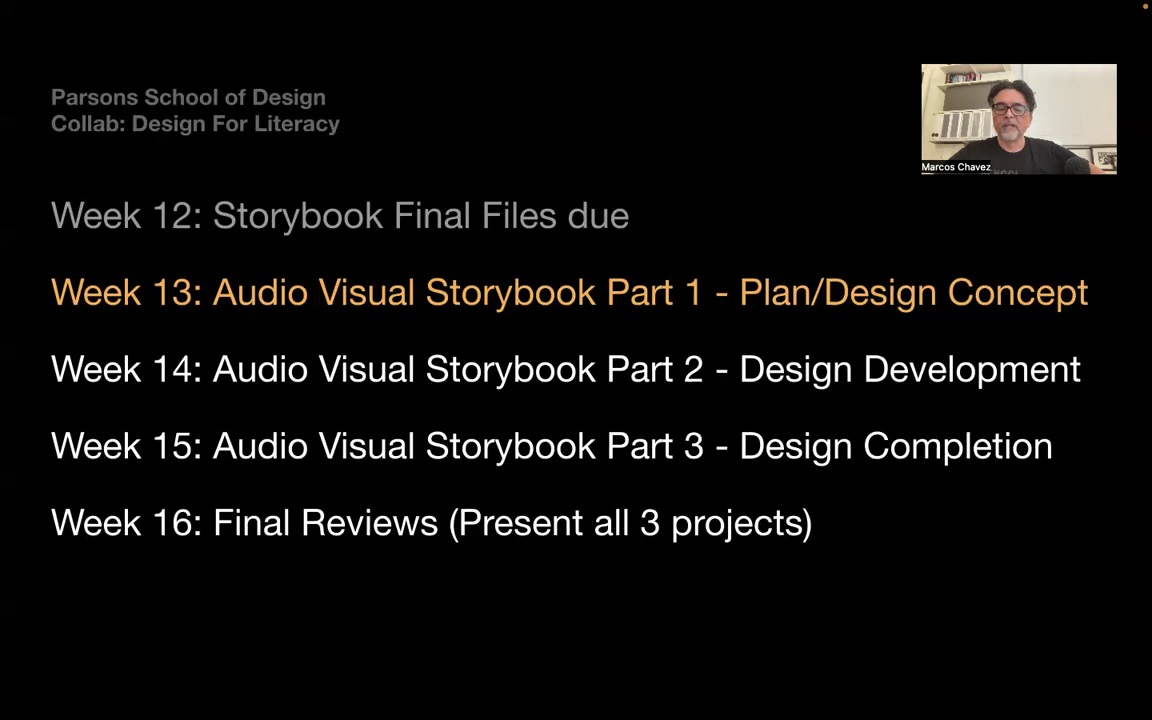 Parsons School of Design
Collab: Design For Literacy
Marcos Chavez
Week 12: Storybook Final Files due
Week 13: Audio Visual Storybook Part 1 - Plan/Design Concept
Week 14: Audio Visual Storybook Part 2 - Design Development
Week 15: Audio Visual Storybook Part 3 - Design Completion
Week 16: Final Reviews (Present all 3 projects)